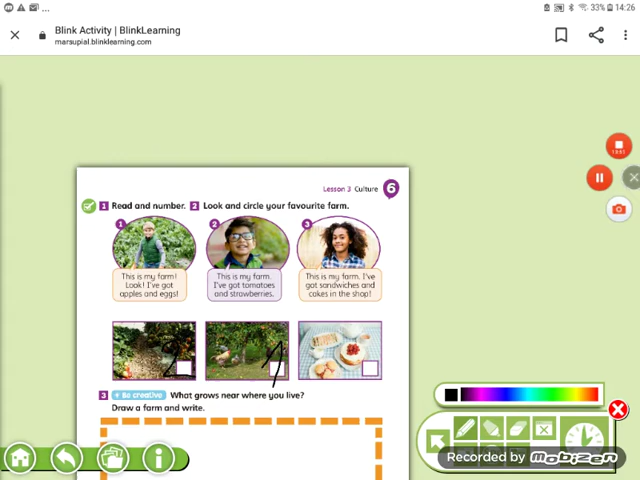 33% 14:26
Blink Activity | BlinkLearning
marsupial.blinklearning.com
Lesson 3 Culture 6
1 Read and number. 2 Look and circle your favourite farm.
1
2
3
This is my farm!
Look! I've got
apples and eggs!
This is my farm.
I've got tomatoes
and strawberries.
This is my farm. I've
got sandwiches and
cakes in the shop!
2
1
3 Be creative What grows near where you live?
Draw a farm and write.
Recorded by MOBIZEN